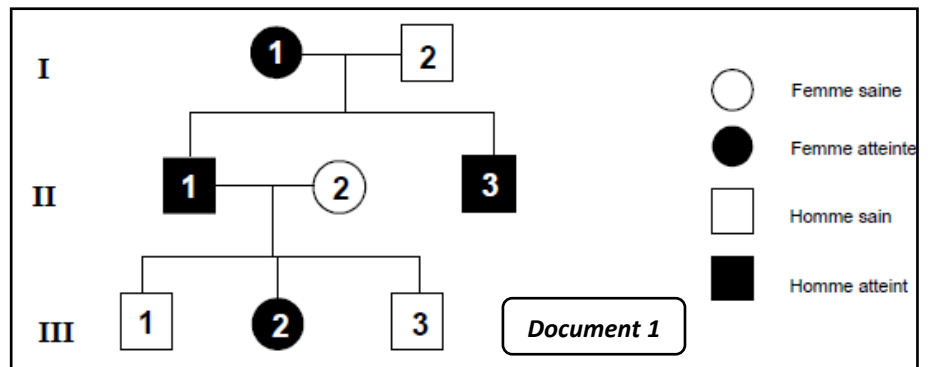 I
1
2
II
1
2
3
III
1
2
3
Femme saine
Femme atteinte
Homme sain
Homme atteint
Document 1